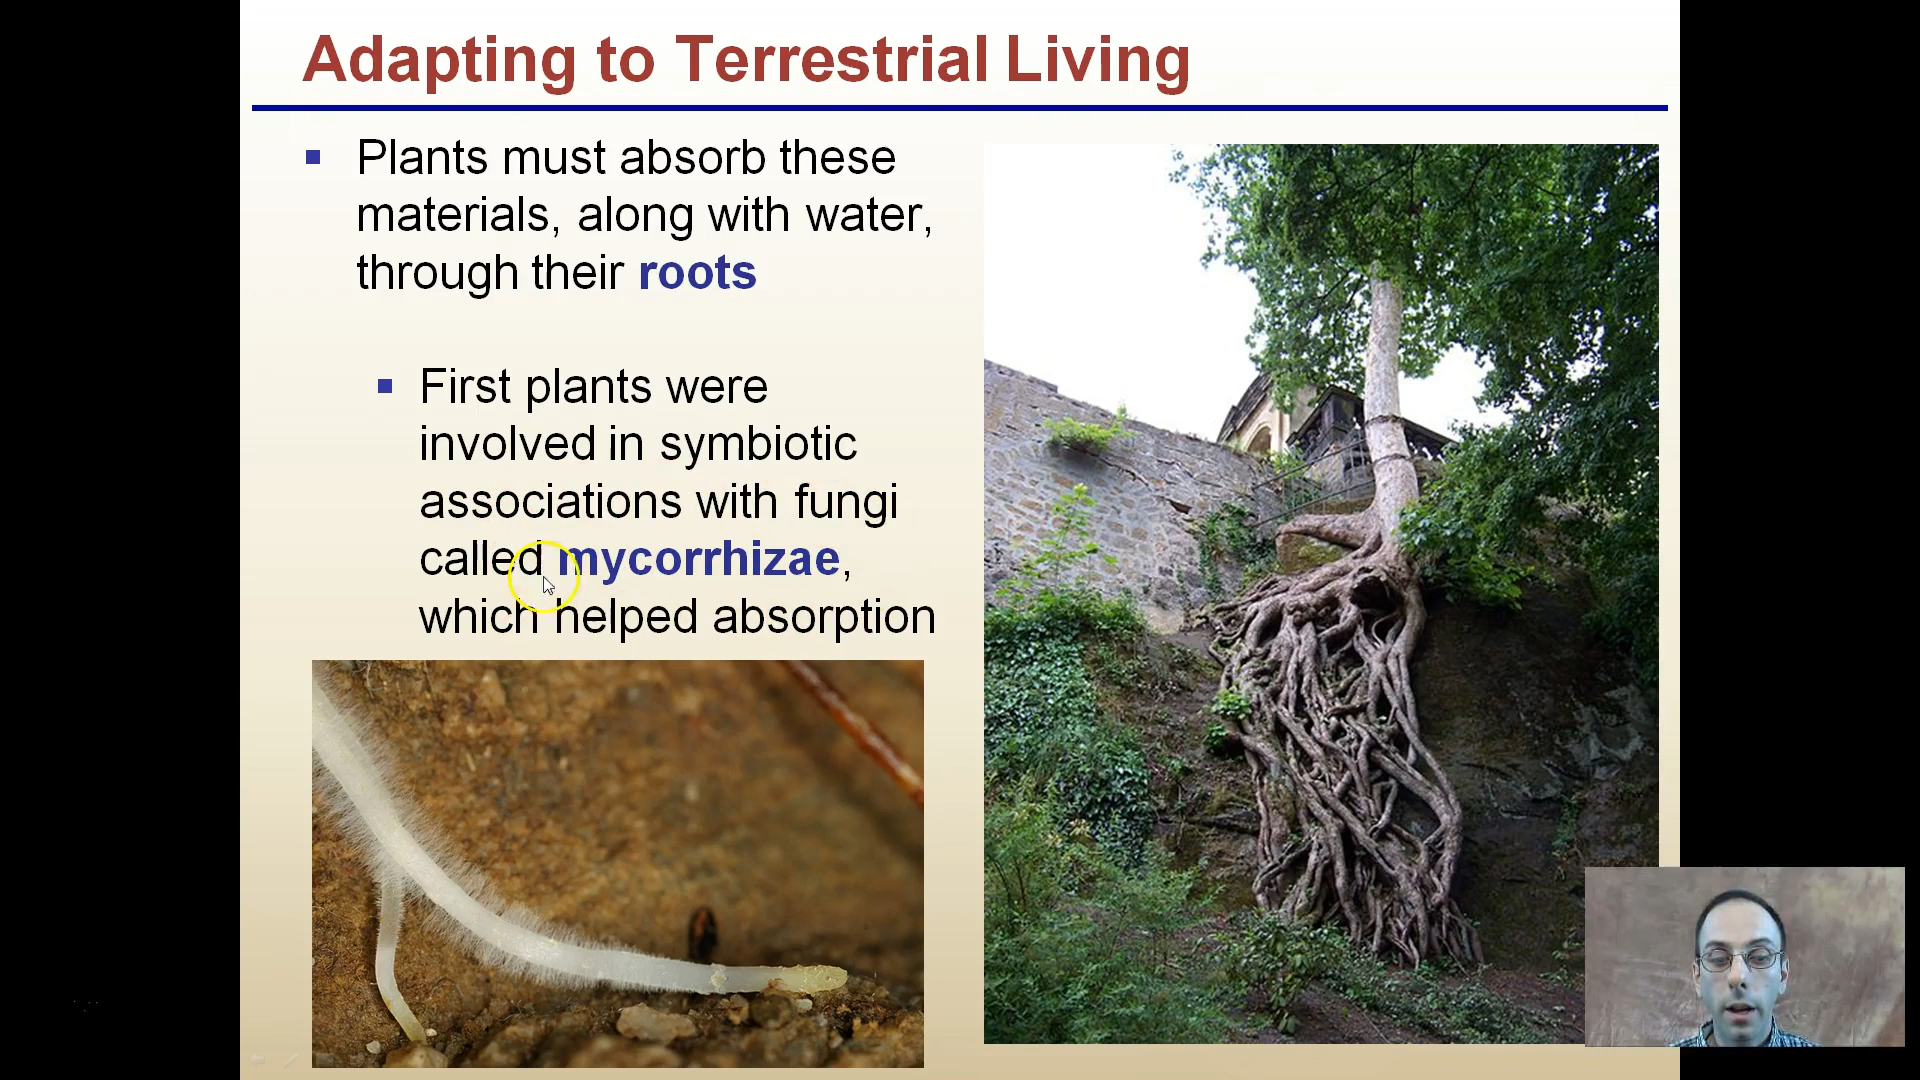 Adapting to Terrestrial Living
Plants must absorb these
materials, along with water,
through their roots
First plants were
involved in symbiotic
associations with fungi
called mycorrhizae,
which helped absorption